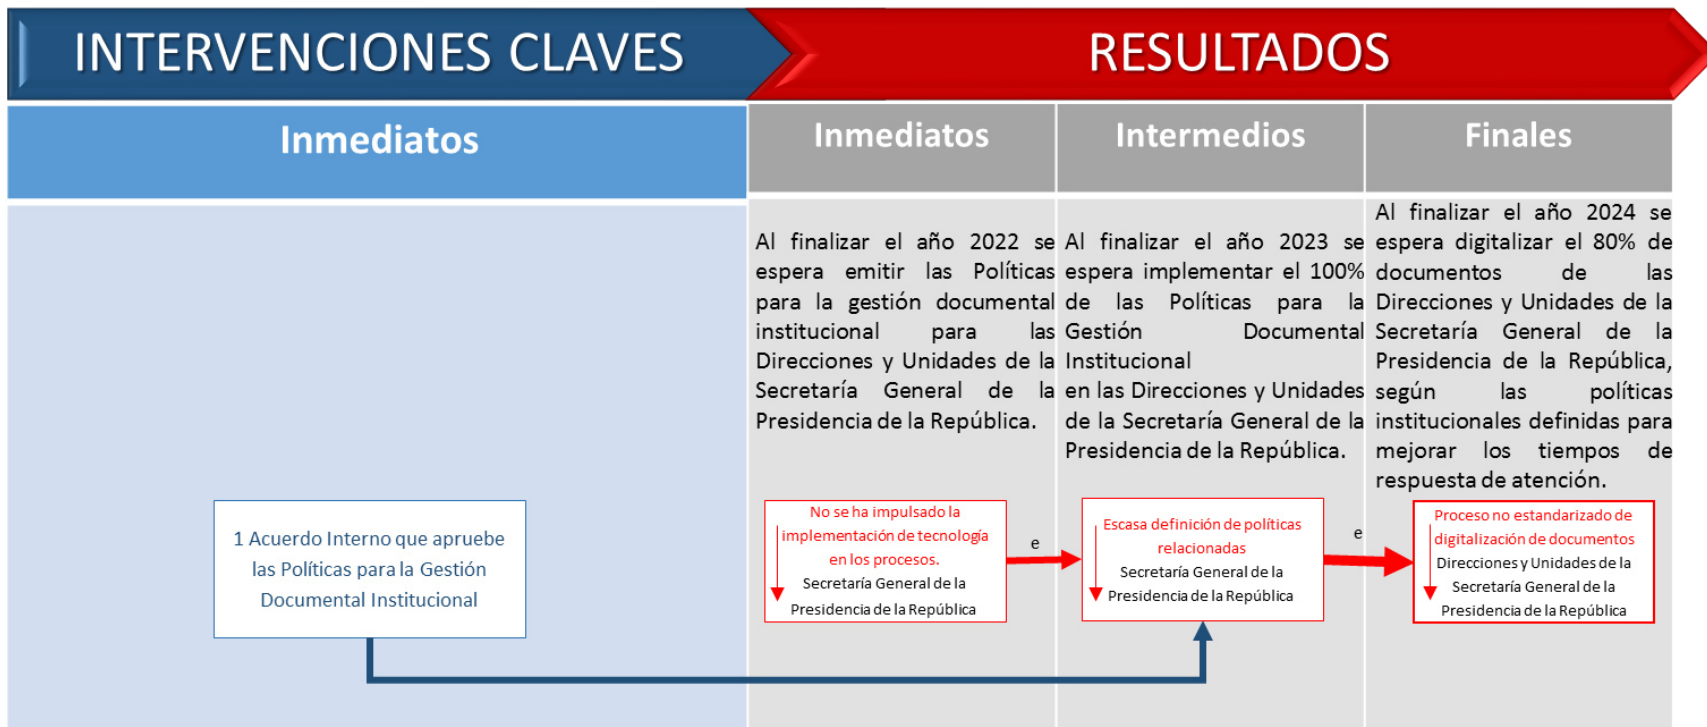 INTERVENCIONES CLAVES
RESULTADOS
Inmediatos
Inmediatos
Intermedios
Finales
Al finalizar el año 2022 se
espera emitir las Políticas
para la gestión documental
institucional para las
Direcciones y Unidades de la
Secretaría General de la
Presidencia de la República.
Al finalizar el año 2023 se
espera implementar el 100%
de las Políticas para la
Gestión Documental
Institucional
en las Direcciones y Unidades
de la Secretaría General de la
Presidencia de la República.
Al finalizar el año 2024 se
espera digitalizar el 80% de
documentos de las
Direcciones y Unidades de la
Secretaría General de la
Presidencia de la República,
según las políticas
institucionales definidas para
mejorar los tiempos de
respuesta de atención.
1 Acuerdo Interno que apruebe
las Políticas para la Gestión
Documental Institucional
No se ha impulsado la
implementación de tecnología
en los procesos.
Secretaría General de la
Presidencia de la República
e
Escasa definición de políticas
relacionadas
Secretaría General de la
Presidencia de la República
e
Proceso no estandarizado de
digitalización de documentos
Direcciones y Unidades de la
Secretaría General de la
Presidencia de la República